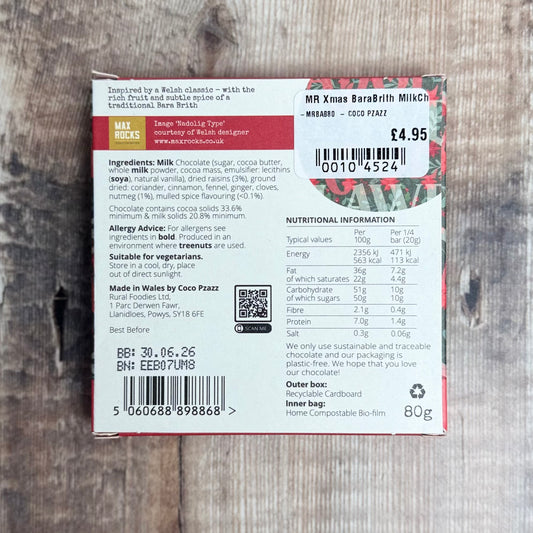 Inspired by a Welsh classic – with the
rich fruit and subtle spice of a
traditional Bara Brith
MAX
ROCKS
Image 'Nadolig Type'
courtesy of Welsh designer
www.maxrocks.co.uk
MR Xmas BaraBrith MilkCh
-MRBAB80 - COCO PZAZZ
£4.95
0010 4524
Ingredients: Milk Chocolate (sugar, cocoa butter,
whole milk powder, cocoa mass, emulsifier: lecithins
(soya), natural vanilla), dried raisins (3%), ground
dried: coriander, cinnamon, fennel, ginger, cloves,
nutmeg (1%), mulled spice flavouring (<0.1%).
Chocolate contains cocoa solids 33.6%
minimum & milk solids 20.8% minimum.
Allergy Advice: For allergens see
ingredients in bold. Produced in an
environment where treenuts are used.
Suitable for vegetarians.
Store in a cool, dry, place
out of direct sunlight.
Made in Wales by Coco Pzazz
Rural Foodies Ltd,
1 Parc Derwen Fawr,
Llanidloes, Powys, SY18 6FE
SCAN ME
Best Before
BB: 30.06.26
BN: EEB07UM8
5 060688 898868 >
NUTRITIONAL INFORMATION
Typical values Per 100g Per 1/4 bar (20g)
Energy 2356 kj 471 kj
563 kcal 113 kcal
Fat 36g 7.2g
of which saturates 22g 4.4g
Carbohydrate 51g 10g
of which sugars 50g 10g
Fibre 2.1g 0.4g
Protein 7.0g 1.4g
Salt 0.3g 0.06g
We only use sustainable and traceable
chocolate and our packaging is
plastic-free. We hope that you love
our chocolate!
Outer box:
Recyclable Cardboard
Inner bag:
Home Compostable Bio-film
80g